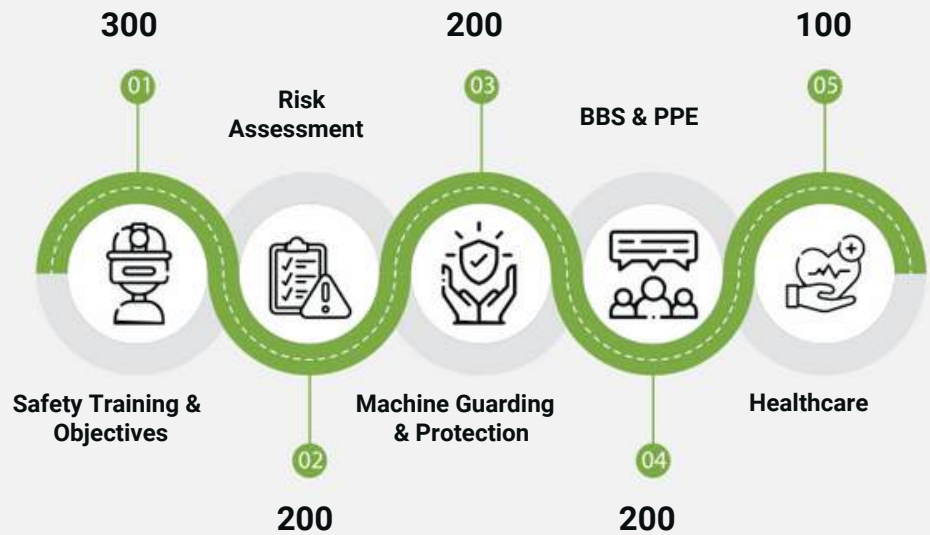 300
200
100
01
03
05
Risk
Assessment
BBS & PPE
Safety Training &
Objectives
Machine Guarding
& Protection
Healthcare
02
04
200
200